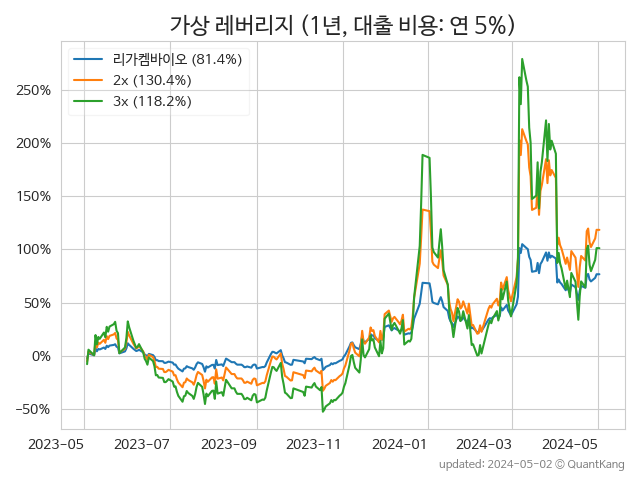 가상 레버리지 (1년, 대출 비용: 연 5%)
리가켐바이오 (81.4%)
2x (130.4%)
3x (118.2%)
250%
200%
150%
100%
50%
0%
−50%
2023-05 2023-07 2023-09 2023-11 2024-01 2024-03 2024-05
updated: 2024-05-02 © QuantKang